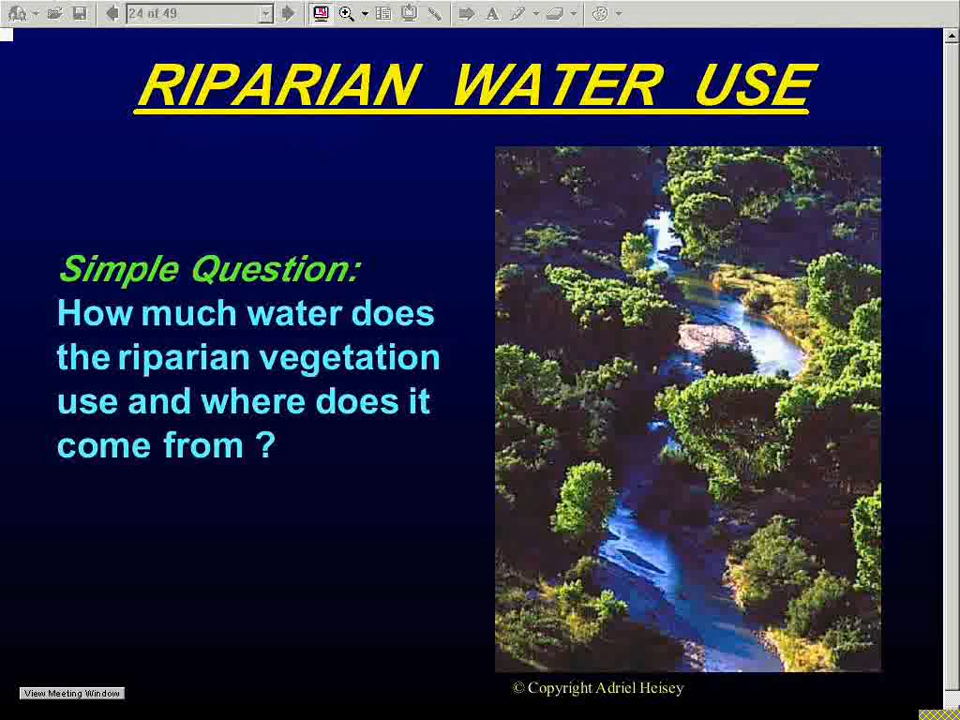 24 of 49
RIPARIAN WATER USE
Simple Question:
How much water does
the riparian vegetation
use and where does it
come from ?
View Meeting Window
© Copyright Adriel Heisey